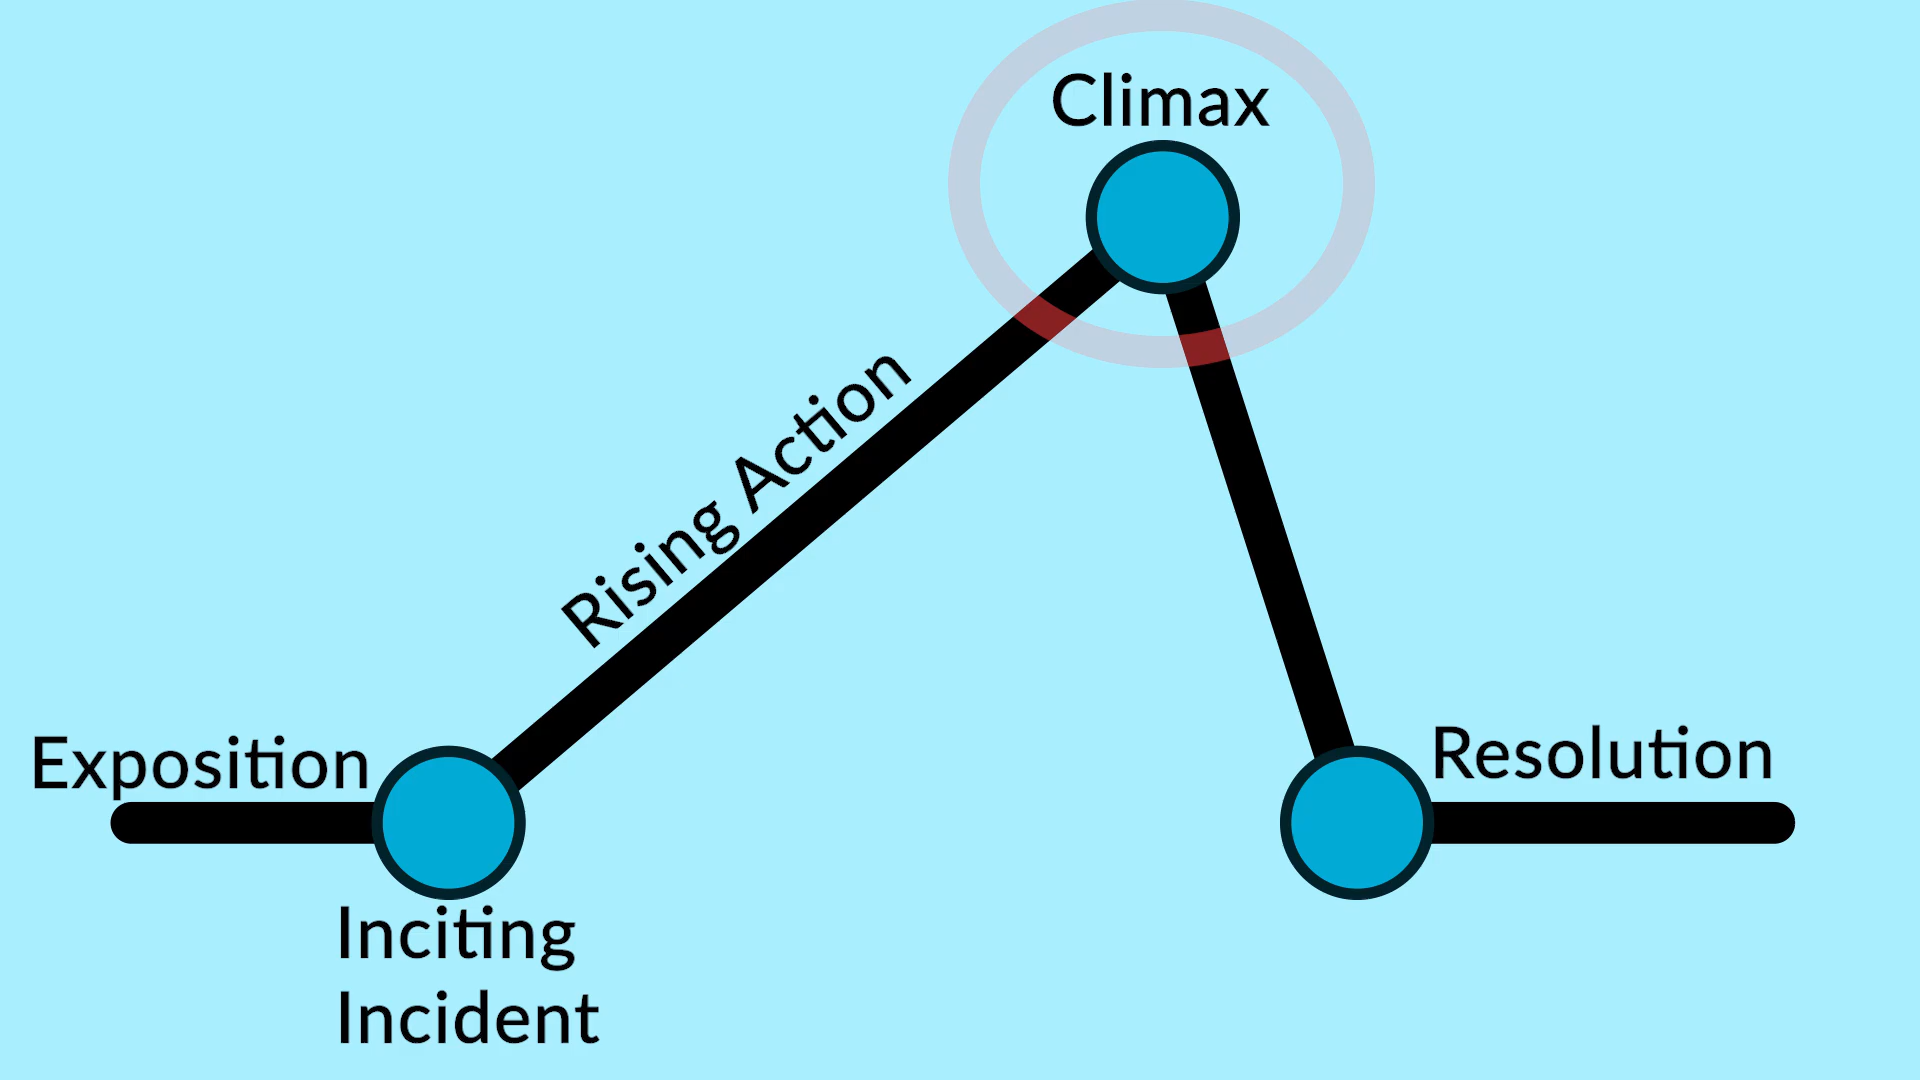 Climax
Rising Action
Exposition
Resolution
Inciting
Incident